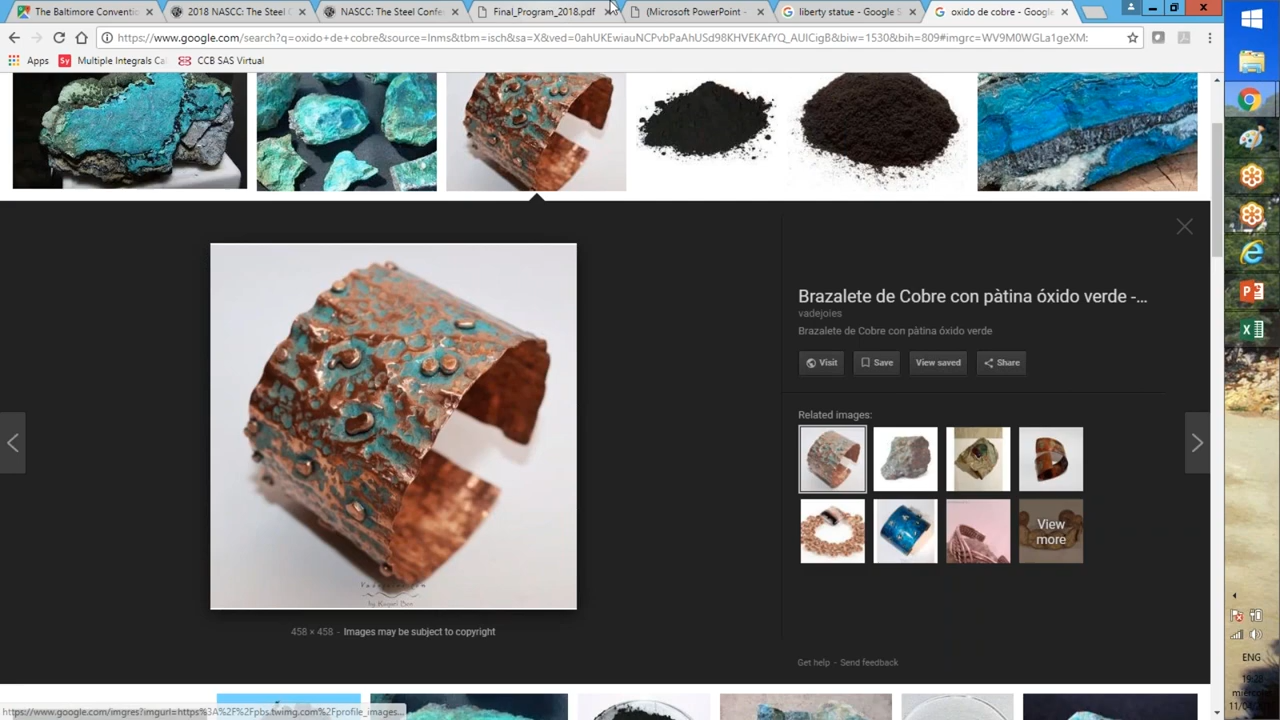 The Baltimore Conventi
2018 NASCC: The Steel C
NASCC: The Steel Confe
Final_Program_2018.pdf
(Microsoft PowerPoint -
liberty statue - Google S
oxido de cobre - Google
https://www.google.com/search?q=oxido+de+cobre&source=lnms&tbm=isch&sa=X&ved=0ahUKEwiauNCPvbPaAhUSd98KHVEKAfYQ_AUICigB&biw=1530&bih=809#imgrc=WV9M0WGLa1geXM:
Apps
Sy Multiple Integrals Ca
CCB SAS Virtual
Brazalete de Cobre con pàtina óxido verde -...
vadejoies
Brazalete de Cobre con pàtina óxido verde
Visit
Save
View saved
Share
Related images:
View more
458 × 458 - Images may be subject to copyright
Get help - Send feedback
https://www.google.com/imgres?imgurl=https%3A%2F%2Fpbs.twimg.com%2Fprofile_images...
ENG